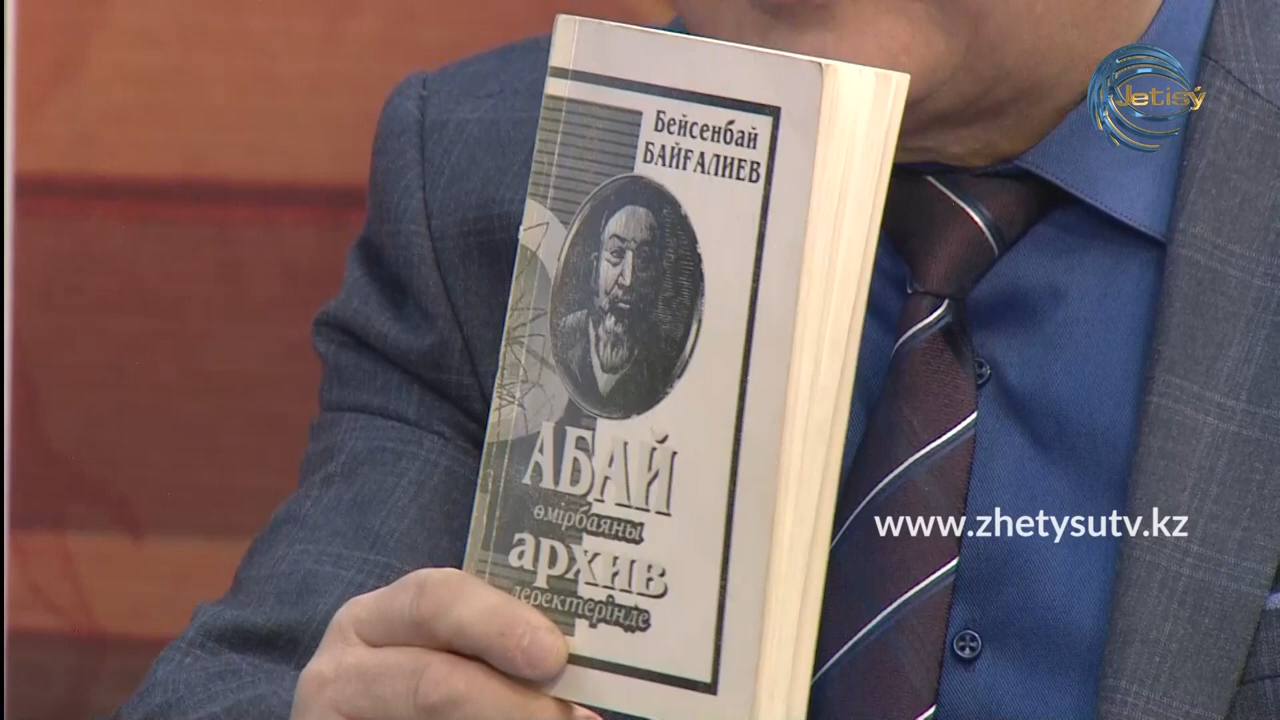 Jetisý
Бейсенбай
БАЙҒАЛИЕВ
АБАЙ
өмірбаяны
архив
деректерінде
www.zhetysutv.kz